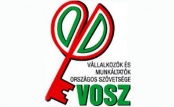 VÁLLALKOZÓK ÉS
MUNKÁLTATÓK
ORSZÁGOS SZÖVETSÉGE
VOSZ